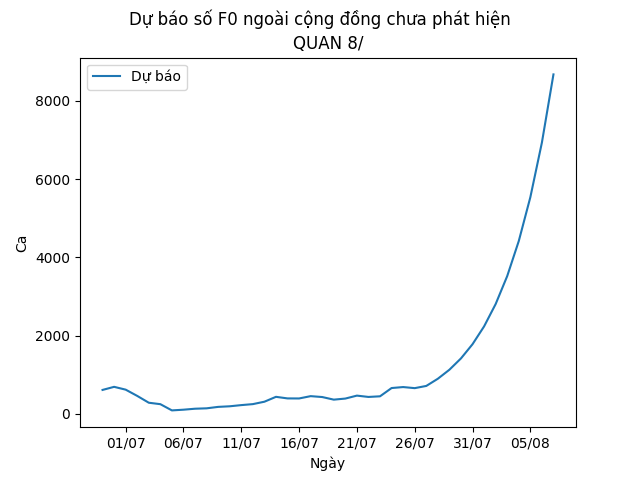 Dự báo số F0 ngoài cộng đồng chưa phát hiện
QUAN 8/
Dự báo
8000
6000
4000
2000
0
Ca
01/07 06/07 11/07 16/07 21/07 26/07 31/07 05/08
Ngày